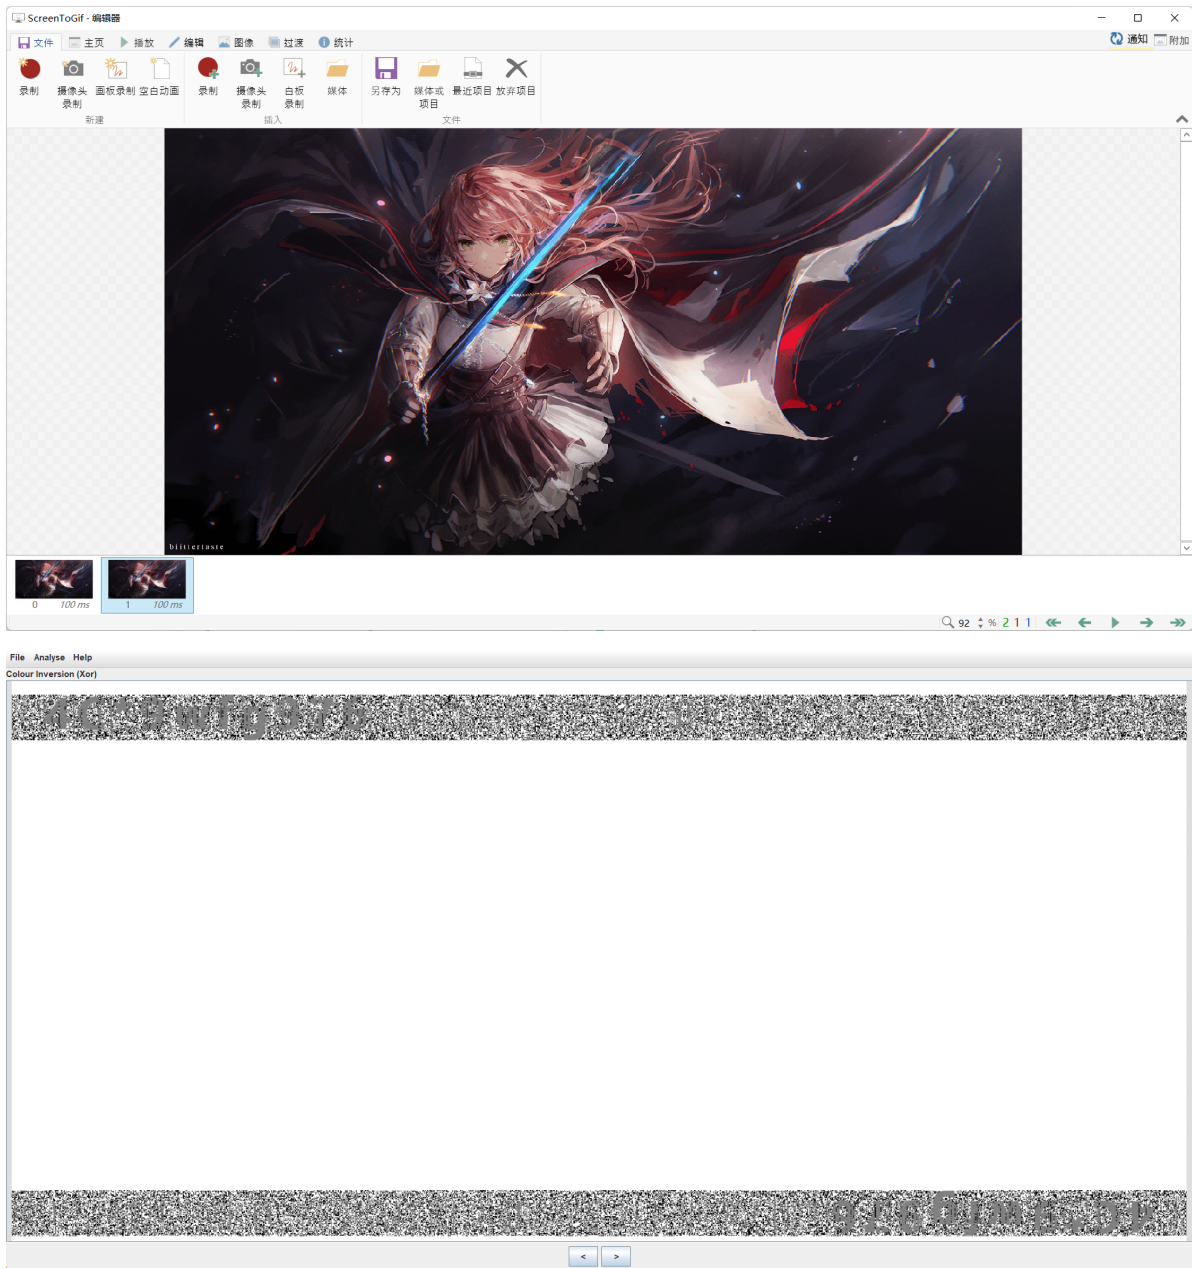 ScreenToGif - 编辑器
文件 主页 播放 编辑 图像 过渡 统计 通知 附加
录制 摄像头录制 画板录制 空白动画 录制 摄像头录制 白板录制 媒体 另存为 媒体或项目 最近项目 放弃项目
新建 插入 文件
biittertaste
0 100 ms 1 100 ms
92 % 2 1 1
File Analyse Help
Colour Inversion (Xor)
< >